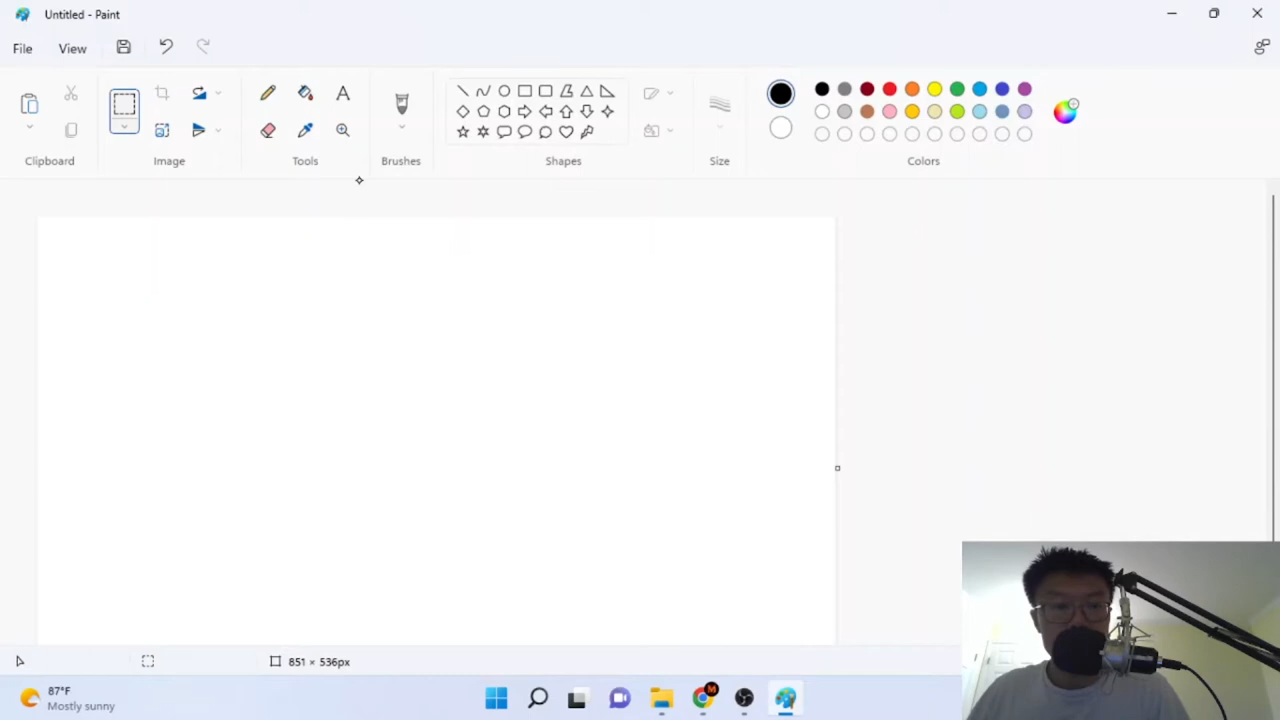 Untitled - Paint
File View
Clipboard Image Tools Brushes Shapes Size Colors
851 × 536px
87°F
Mostly sunny
M